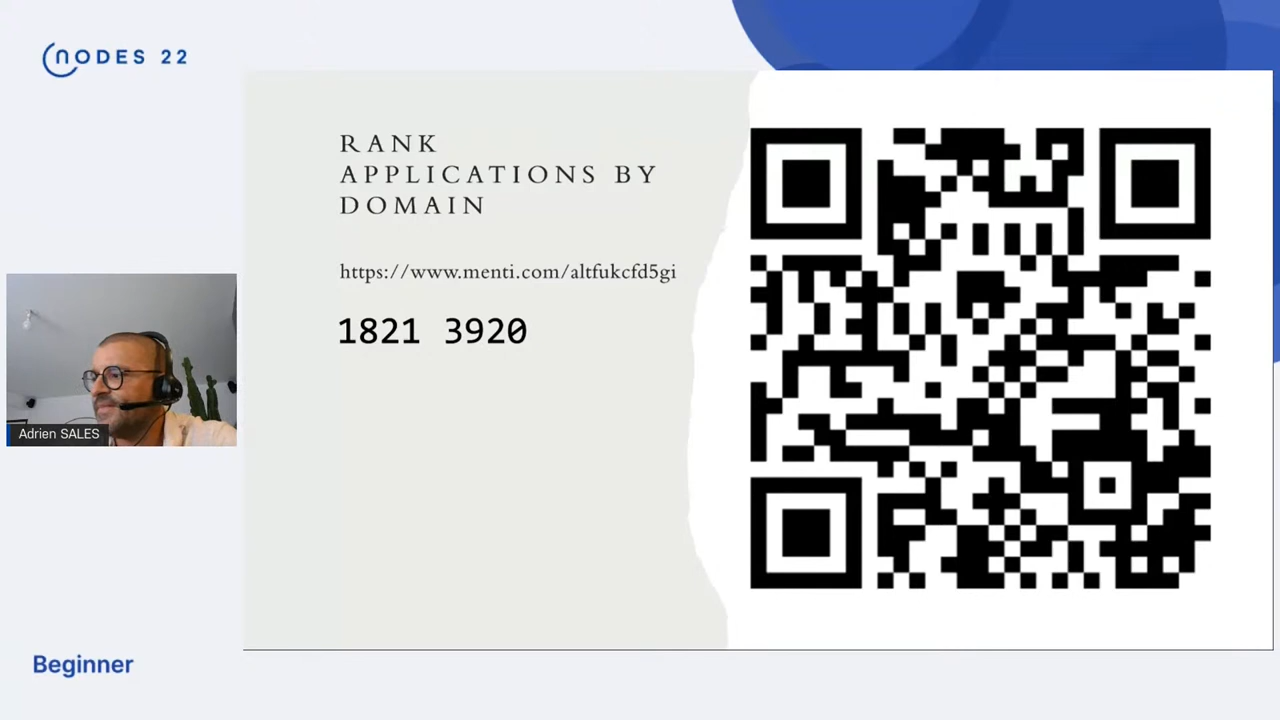 NODES 22
RANK
APPLICATIONS BY
DOMAIN
https://www.menti.com/altfukcfd5gi
1821 3920
Adrien SALES
Beginner